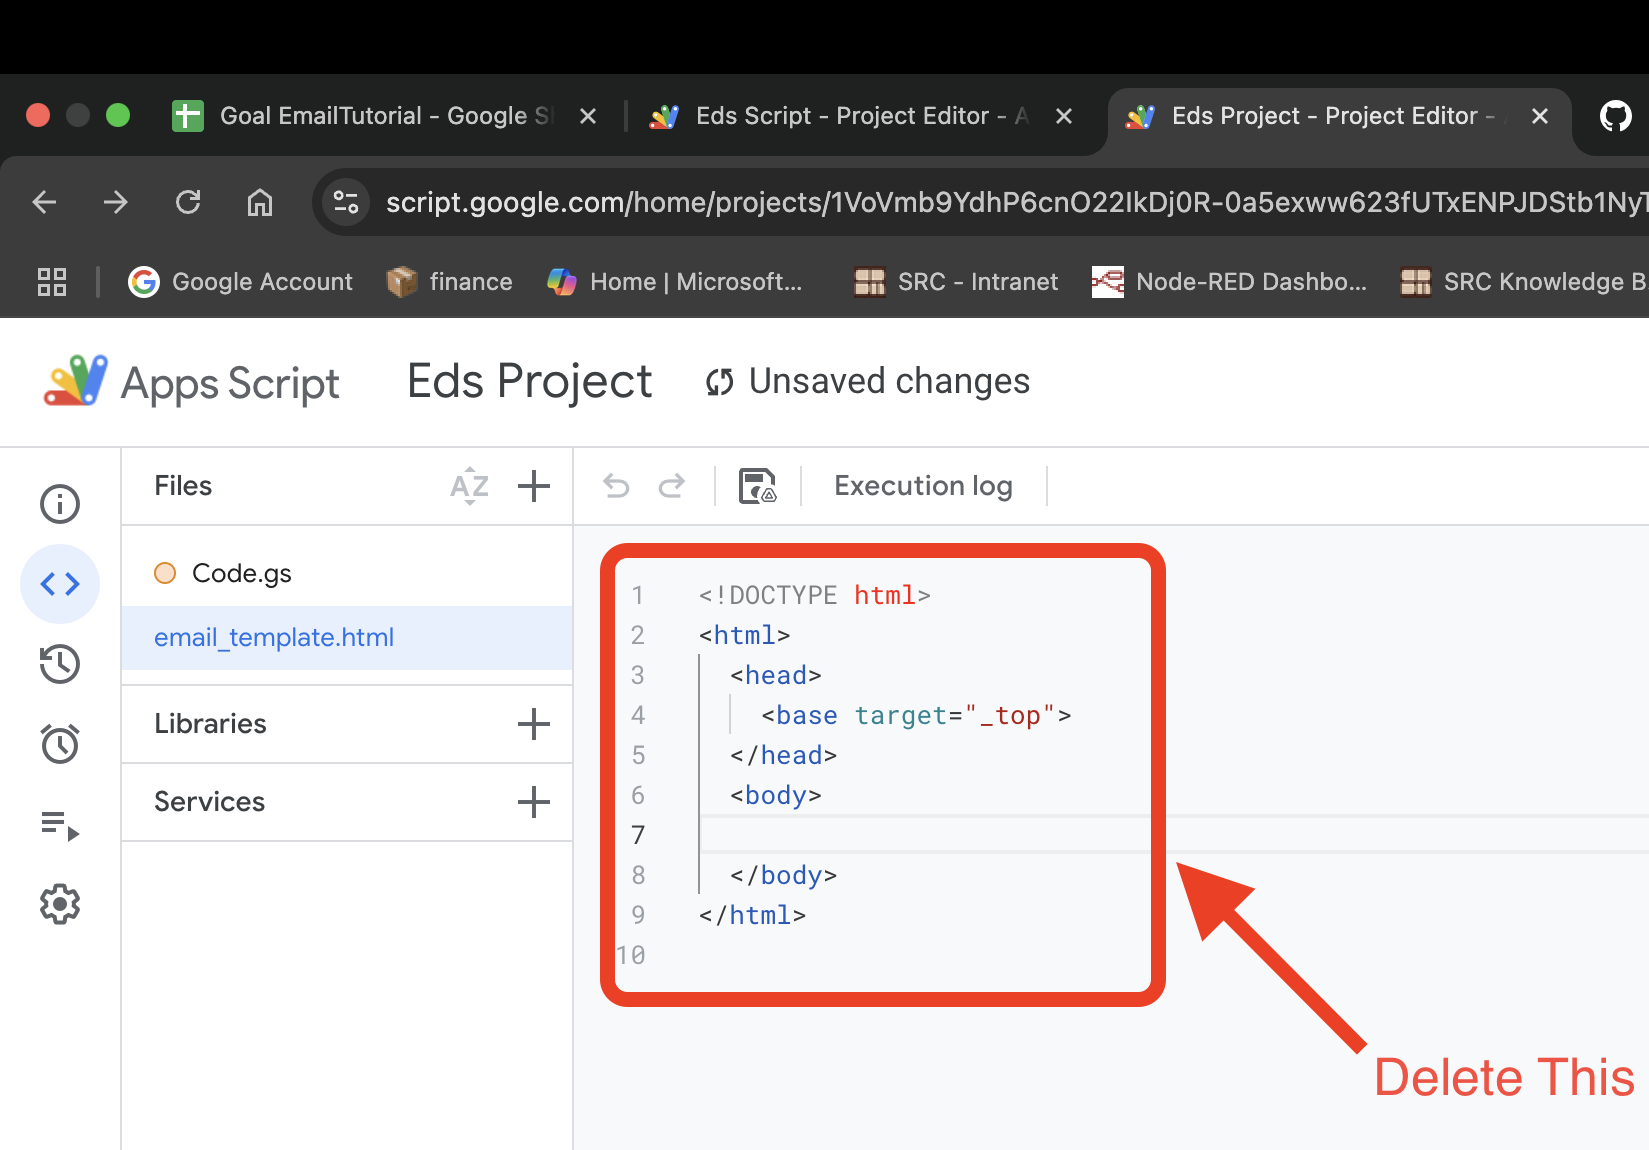 Goal EmailTutorial - Google S
Eds Script - Project Editor - A
Eds Project - Project Editor -
script.google.com/home/projects/1VoVmb9YdhP6cnO22IkDj0R-0a5exww623fUTxENPJDStb1Ny
Google Account
finance
Home | Microsoft...
SRC - Intranet
Node-RED Dashbo...
SRC Knowledge B
Apps Script
Eds Project
Unsaved changes
Files
AZ
Execution log
Code.gs
email_template.html
Libraries
Services
1 <!DOCTYPE html>
2 <html>
3 <head>
4 <base target="_top">
5 </head>
6 <body>
7
8 </body>
9 </html>
10
Delete This